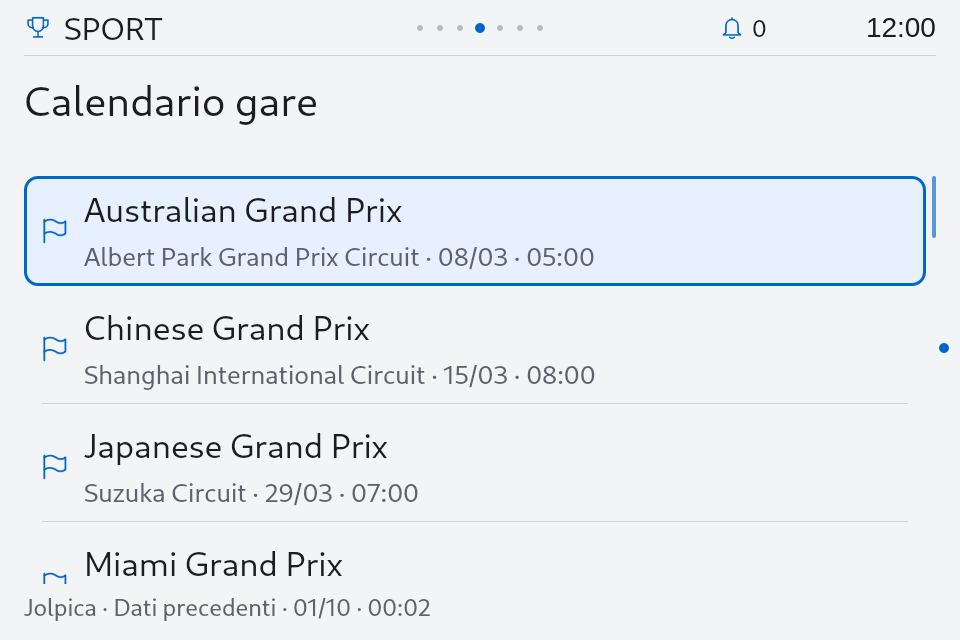 SPORT
0
12:00
Calendario gare
Australian Grand Prix
Albert Park Grand Prix Circuit · 08/03 · 05:00
Chinese Grand Prix
Shanghai International Circuit · 15/03 · 08:00
Japanese Grand Prix
Suzuka Circuit · 29/03 · 07:00
Miami Grand Prix
Jolpica · Dati precedenti · 01/10 · 00:02